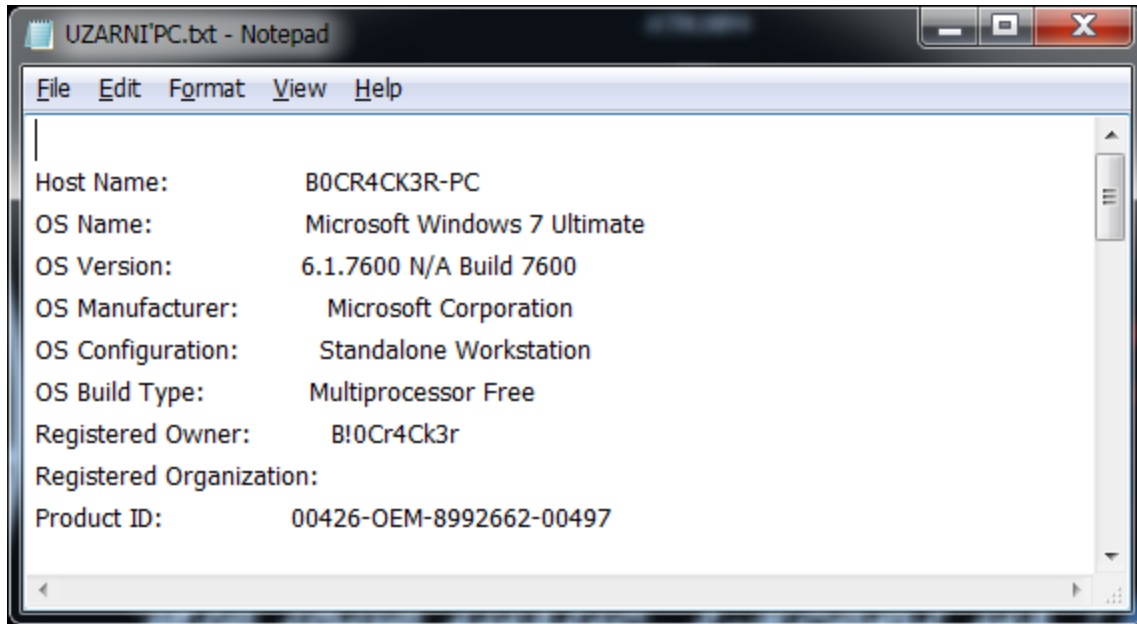 UZARNI'PC.txt - Notepad
File Edit Format View Help
Host Name: B0CR4CK3R-PC
OS Name: Microsoft Windows 7 Ultimate
OS Version: 6.1.7600 N/A Build 7600
OS Manufacturer: Microsoft Corporation
OS Configuration: Standalone Workstation
OS Build Type: Multiprocessor Free
Registered Owner: B!0Cr4Ck3r
Registered Organization:
Product ID: 00426-OEM-8992662-00497